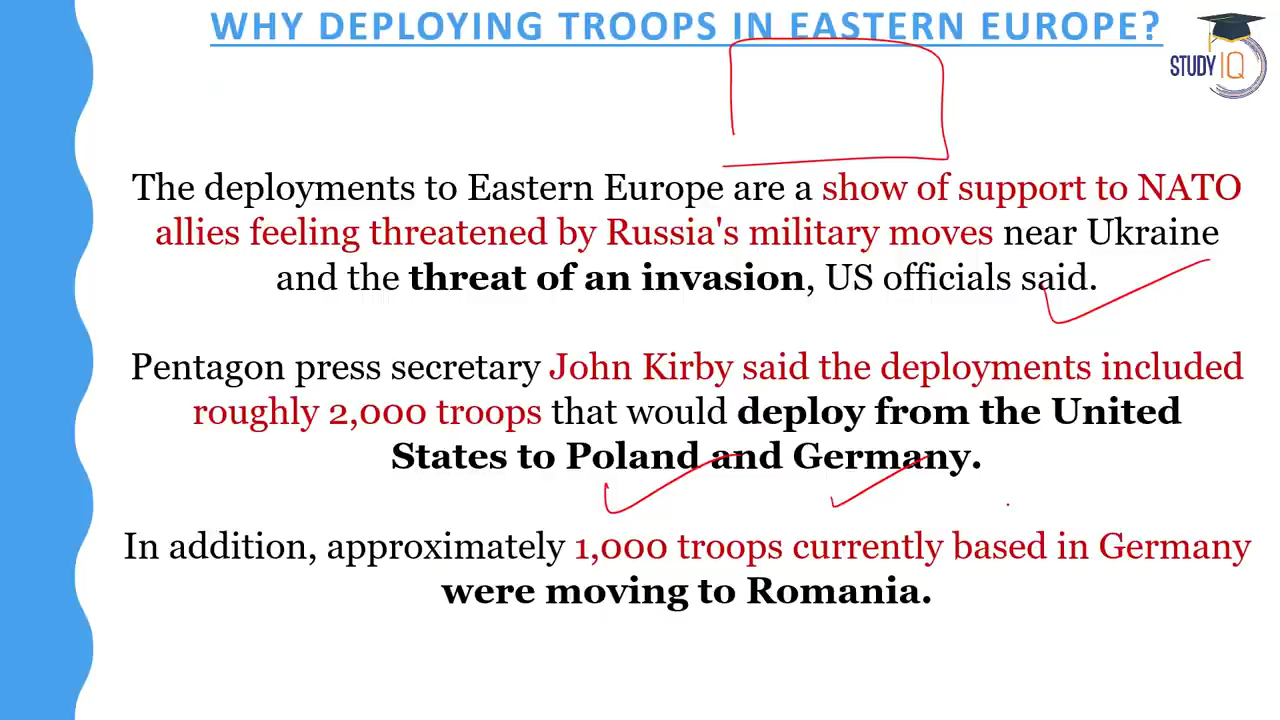 WHY DEPLOYING TROOPS IN EASTERN EUROPE?
STUDY IQ
The deployments to Eastern Europe are a show of support to NATO
allies feeling threatened by Russia's military moves near Ukraine
and the threat of an invasion, US officials said.
Pentagon press secretary John Kirby said the deployments included
roughly 2,000 troops that would deploy from the United
States to Poland and Germany.
In addition, approximately 1,000 troops currently based in Germany
were moving to Romania.